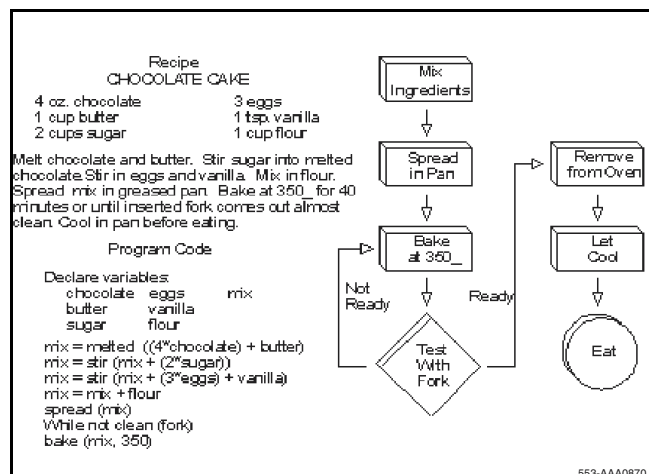 Recipe
CHOCOLATE CAKE
4 oz. chocolate 3 eggs
1 cup butter 1 tsp. vanilla
2 cups sugar 1 cup flour
Melt chocolate and butter. Stir sugar into melted
chocolate.Stir in eggs and vanilla. Mix in flour.
Spread mix in greased pan. Bake at 350_ for 40
minutes or until inserted fork comes out almost
clean. Cool in pan before eating.
Program Code
Declare variables:
chocolate eggs mix
butter vanilla
sugar flour
mix = melted ((4*chocolate) + butter)
mix = stir (mix + (2*sugar))
mix = stir (mix + (3*eggs) + vanilla)
mix = mix + flour
spread (mix)
While not clean (fork)
bake (mix, 350)
Mix
Ingredients
Spread
in Pan
Bake
at 350_
Not
Ready
Ready
Test
With
Fork
Remove
from Oven
Let
Cool
Eat
553-AAA0870